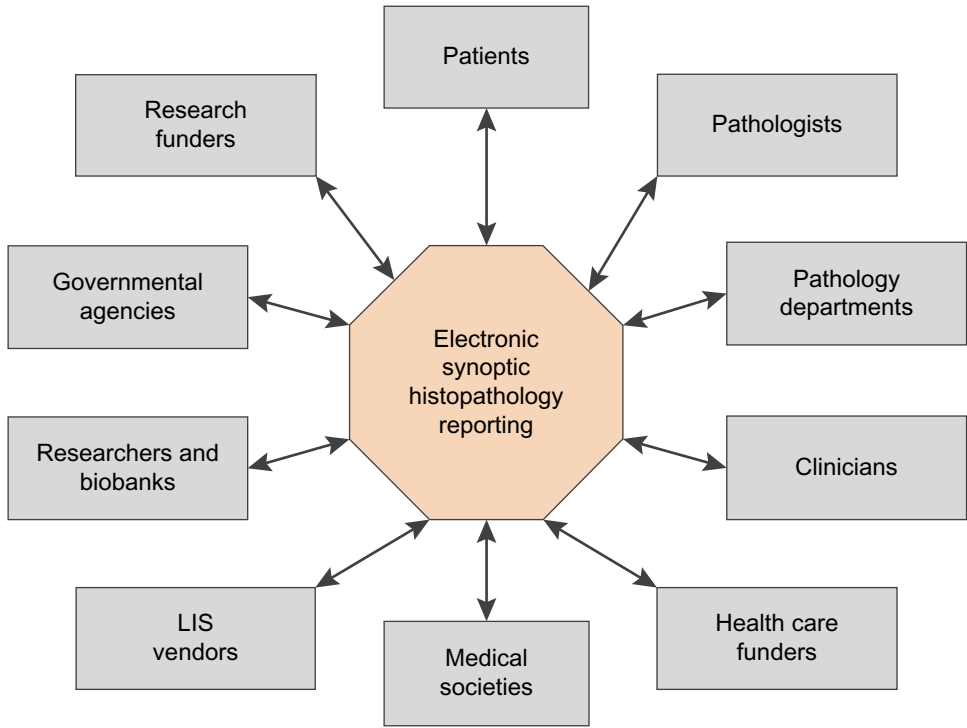 Patients
Research
funders
Pathologists
Governmental
agencies
Pathology
departments
Electronic
synoptic
histopathology
reporting
Researchers and
biobanks
Clinicians
LIS
vendors
Medical
societies
Health care
funders